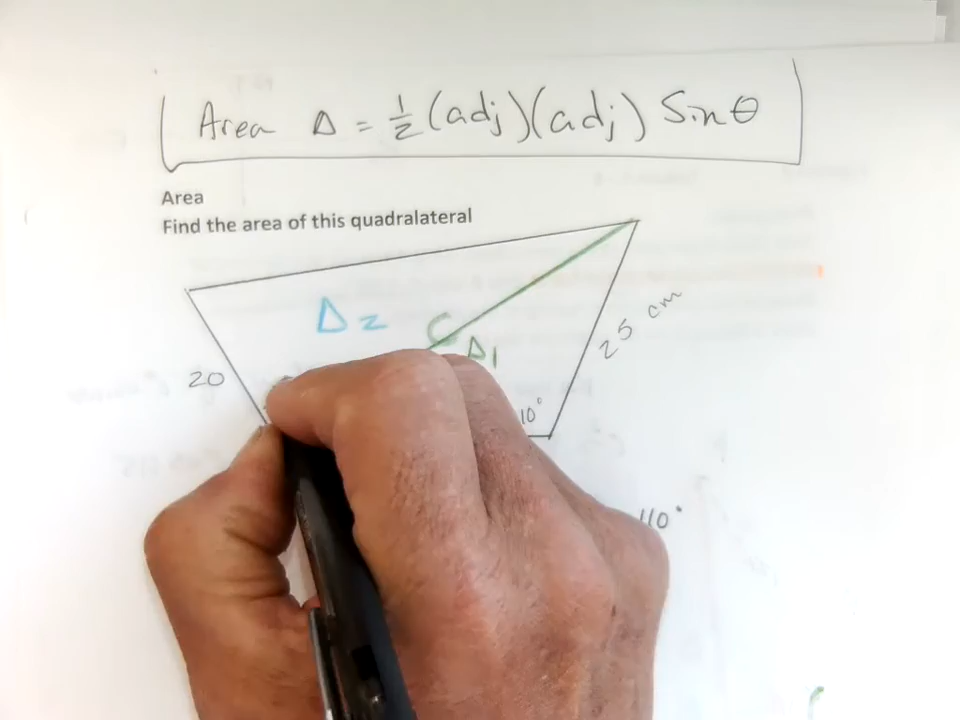 Area Δ = 1/2 (adj)(adj) Sin θ
Area
Find the area of this quadralateral
25 cm
Δ2
C
Δ1
20
10°
110°